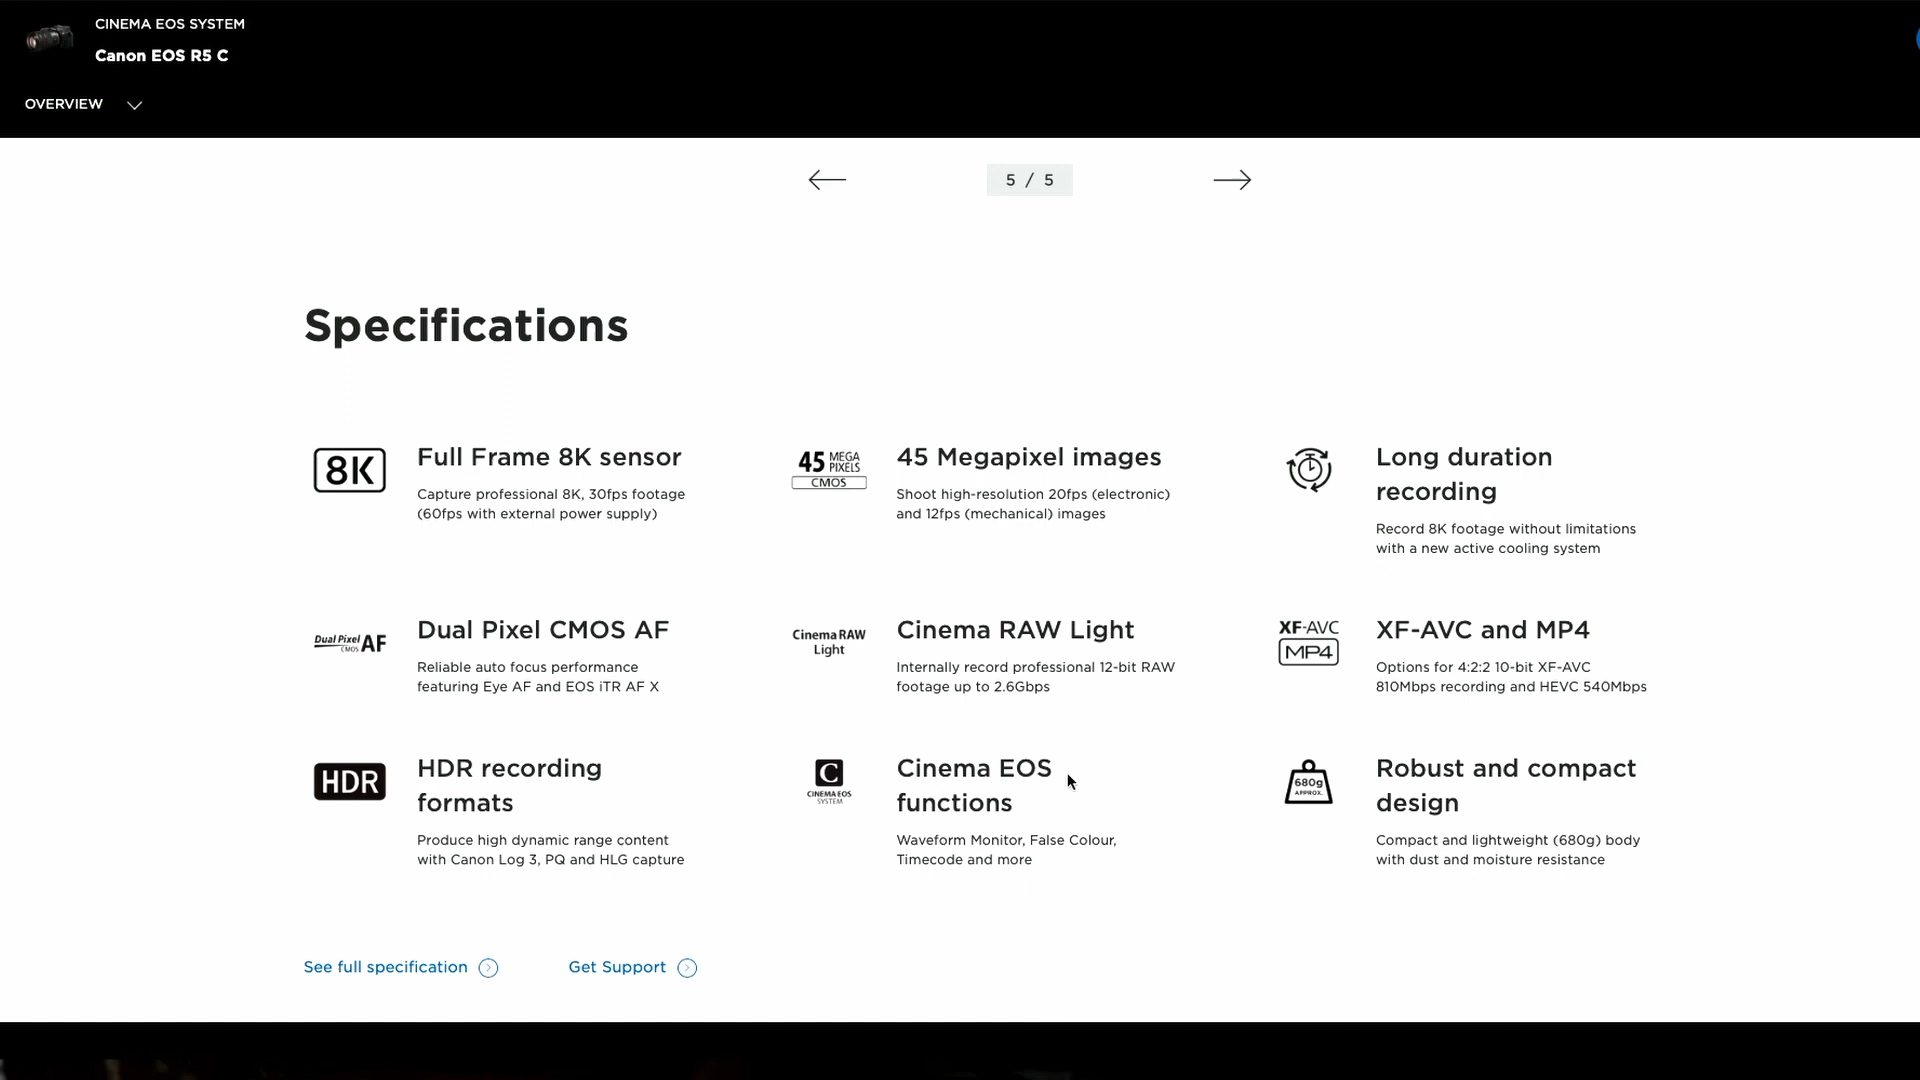 CINEMA EOS SYSTEM
Canon EOS R5 C
OVERVIEW
5 / 5
Specifications
8K
Full Frame 8K sensor
Capture professional 8K, 30fps footage
(60fps with external power supply)
45 MEGA PIXELS
CMOS
45 Megapixel images
Shoot high-resolution 20fps (electronic)
and 12fps (mechanical) images
Long duration
recording
Record 8K footage without limitations
with a new active cooling system
Dual Pixel CMOS AF
Dual Pixel CMOS AF
Reliable auto focus performance
featuring Eye AF and EOS iTR AF X
Cinema RAW
Light
Cinema RAW Light
Internally record professional 12-bit RAW
footage up to 2.6Gbps
XF-AVC
MP4
XF-AVC and MP4
Options for 4:2:2 10-bit XF-AVC
810Mbps recording and HEVC 540Mbps
HDR
HDR recording
formats
Produce high dynamic range content
with Canon Log 3, PQ and HLG capture
C
CINEMA EOS
SYSTEM
Cinema EOS
functions
Waveform Monitor, False Colour,
Timecode and more
680g
APPROX.
Robust and compact
design
Compact and lightweight (680g) body
with dust and moisture resistance
See full specification
Get Support